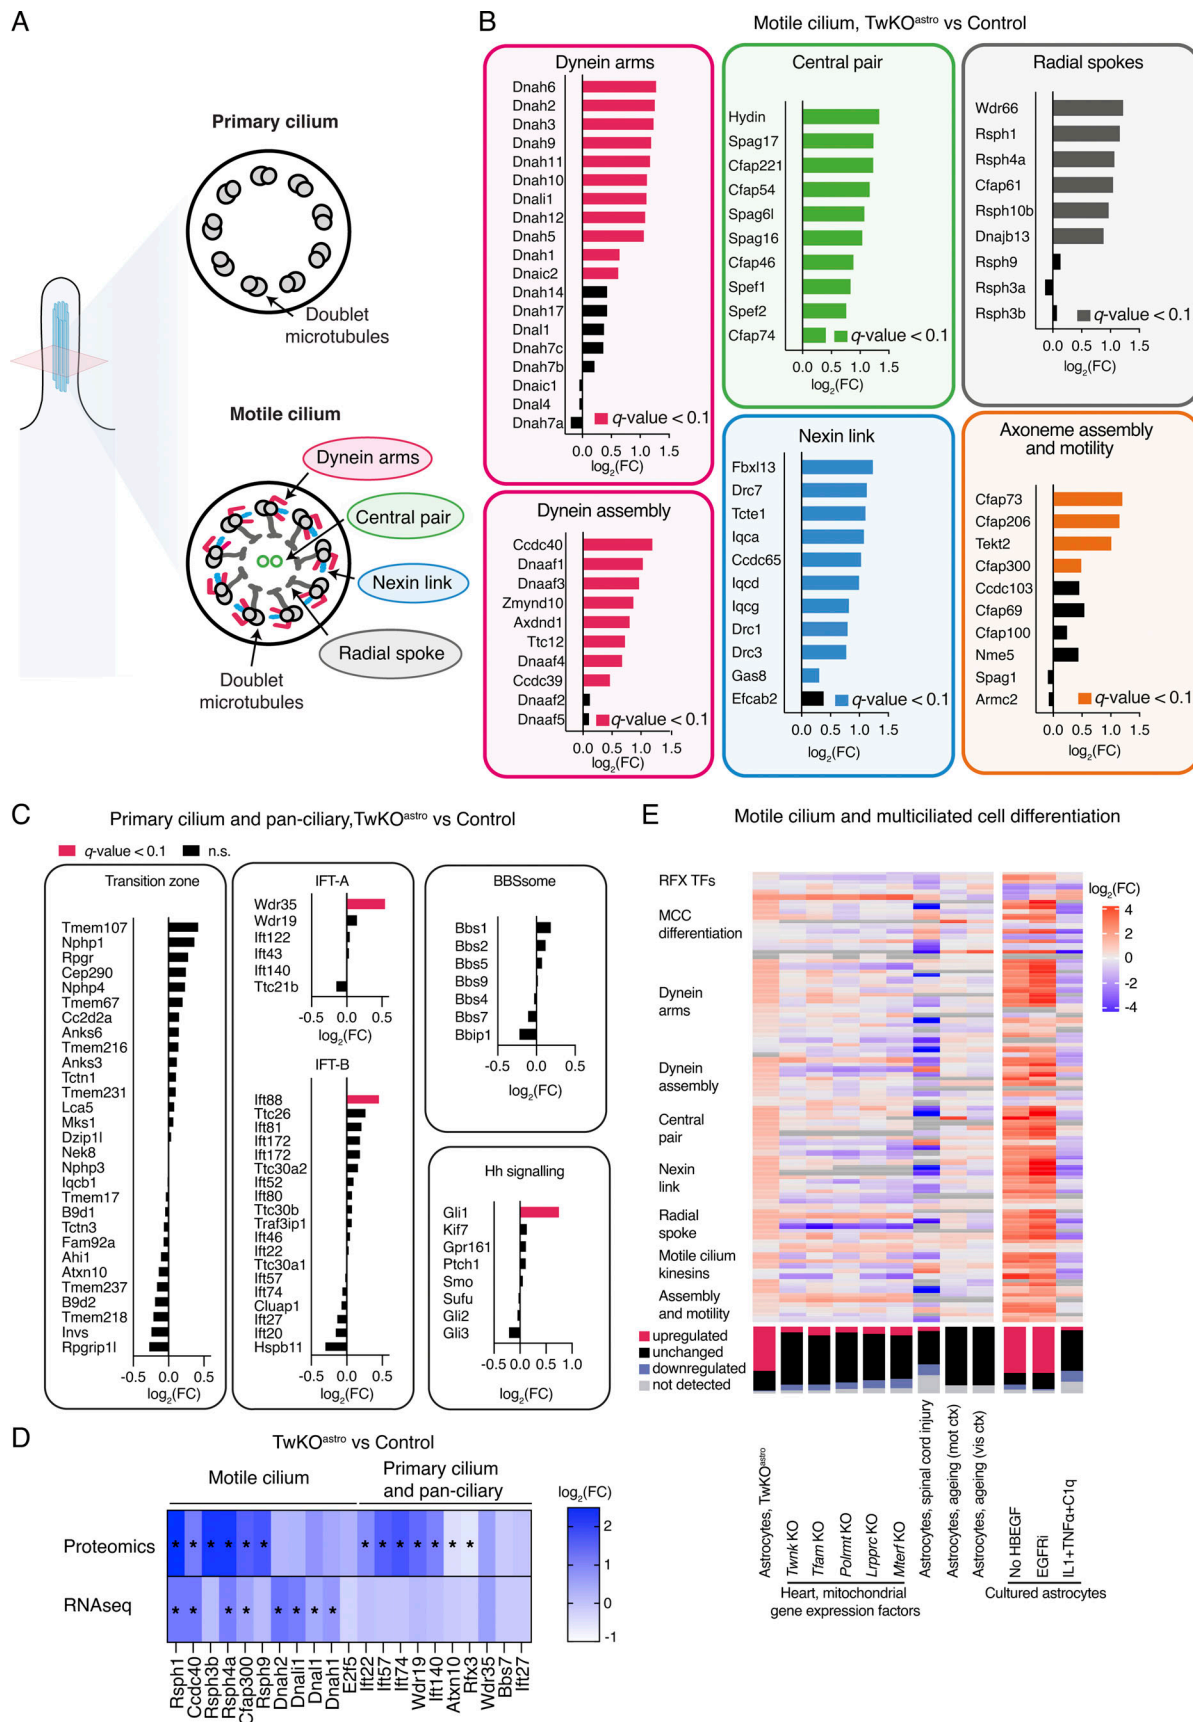 A
Primary cilium
Doublet
microtubules
Motile cilium
Dynein arms
Central pair
Nexin link
Radial spoke
Doublet
microtubules
B
Motile cilium, TwKOastro vs Control
Dynein arms
Dnah6
Dnah2
Dnah3
Dnah9
Dnah11
Dnah10
Dnali1
Dnah12
Dnah5
Dnah1
Dnaic2
Dnah14
Dnah17
Dnal1
Dnah7c
Dnah7b
Dnaic1
Dnal4
Dnah7a
q-value < 0.1
0.0 0.5 1.0 1.5
log2(FC)
Central pair
Hydin
Spag17
Cfap221
Cfap54
Spag6l
Spag16
Cfap46
Spef1
Spef2
Cfap74
q-value < 0.1
0.0 0.5 1.0 1.5
log2(FC)
Radial spokes
Wdr66
Rsph1
Rsph4a
Cfap61
Rsph10b
Dnajb13
Rsph9
Rsph3a
Rsph3b
q-value < 0.1
0.0 0.5 1.0 1.5
log2(FC)
Dynein assembly
Ccdc40
Dnaaf1
Dnaaf3
Zmynd10
Axdnd1
Ttc12
Dnaaf4
Ccdc39
Dnaaf2
Dnaaf5
q-value < 0.1
0.0 0.5 1.0 1.5
log2(FC)
Nexin link
Fbxl13
Drc7
Tcte1
Iqca
Ccdc65
Iqcd
Iqcg
Drc1
Drc3
Gas8
Efcab2
q-value < 0.1
0.0 0.5 1.0 1.5
log2(FC)
Axoneme assembly
and motility
Cfap73
Cfap206
Tekt2
Cfap300
Ccdc103
Cfap69
Cfap100
Nme5
Spag1
Armc2
q-value < 0.1
0.0 0.5 1.0 1.5
log2(FC)
C
Primary cilium and pan-ciliary,TwKOastro vs Control
q-value < 0.1 n.s.
Transition zone
Tmem107
Nphp1
Rpgr
Cep290
Nphp4
Tmem67
Cc2d2a
Anks6
Tmem216
Anks3
Tctn1
Tmem231
Lca5
Mks1
Dzip1l
Nek8
Nphp3
Iqcb1
Tmem17
B9d1
Tctn3
Fam92a
Ahi1
Atxn10
Tmem237
B9d2
Tmem218
Invs
Rpgrip1l
-0.5 0.0 0.5
log2(FC)
IFT-A
Wdr35
Wdr19
Ift122
Ift43
Ift140
Ttc21b
-0.5 0.0 0.5
log2(FC)
IFT-B
Ift88
Ttc26
Ift81
Ift172
Ift172
Ttc30a2
Ift52
Ift80
Ttc30b
Traf3ip1
Ift46
Ift22
Ttc30a1
Ift57
Ift74
Cluap1
Ift27
Ift20
Hspb11
-0.5 0.0 0.5
log2(FC)
BBSsome
Bbs1
Bbs2
Bbs5
Bbs9
Bbs4
Bbs7
Bbip1
-0.5 0.0 0.5
log2(FC)
Hh signalling
Gli1
Kif7
Gpr161
Ptch1
Smo
Sufu
Gli2
Gli3
-0.5 0.0 0.5 1.0
log2(FC)
D
TwKOastro vs Control
Motile cilium
Primary cilium
and pan-ciliary
log2(FC)
2
1
0
-1
Proteomics * * * * * * * * * * * * *
RNAseq * * * * * * * *
Rsph1
Ccdc40
Rsph3b
Rsph4a
Cfap300
Rsph9
Dnah2
Dnali1
Dnal1
Dnah1
E2f5
Ift22
Ift57
Ift74
Wdr19
Ift140
Atxn10
Rfx3
Wdr35
Bbs7
Ift27
E
Motile cilium and multiciliated cell differentiation
RFX TFs
MCC
differentiation
Dynein
arms
Dynein
assembly
Central
pair
Nexin
link
Radial
spoke
Motile cilium
kinesins
Assembly
and motility
log2(FC)
4
2
0
-2
-4
upregulated
unchanged
downregulated
not detected
Astrocytes, TwKOastro
Twnk KO
Tfam KO
Polrmt KO
Lrpprc KO
Mterf KO
Heart, mitochondrial
gene expression factors
Astrocytes, spinal cord injury
Astrocytes, ageing (mot ctx)
Astrocytes, ageing (vis ctx)
No HBEGF
EGFRi
IL1+TNFα+C1q
Cultured astrocytes